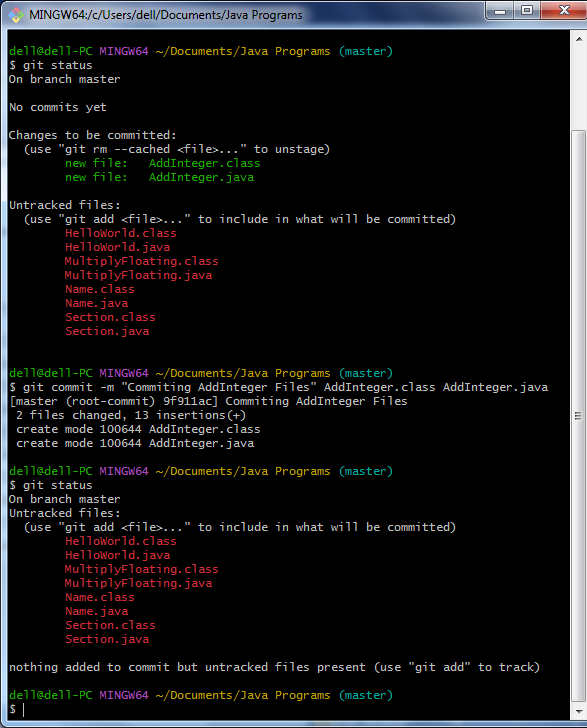 MINGW64:/c/Users/dell/Documents/Java Programs
dell@dell-PC MINGW64 ~/Documents/Java Programs (master)
$ git status
On branch master
No commits yet
Changes to be committed:
(use "git rm --cached <file>..." to unstage)
new file:   AddInteger.class
new file:   AddInteger.java
Untracked files:
(use "git add <file>..." to include in what will be committed)
HelloWorld.class
HelloWorld.java
MultiplyFloating.class
MultiplyFloating.java
Name.class
Name.java
Section.class
Section.java
dell@dell-PC MINGW64 ~/Documents/Java Programs (master)
$ git commit -m "Commiting AddInteger Files" AddInteger.class AddInteger.java
[master (root-commit) 9f911ac] Commiting AddInteger Files
2 files changed, 13 insertions(+)
create mode 100644 AddInteger.class
create mode 100644 AddInteger.java
dell@dell-PC MINGW64 ~/Documents/Java Programs (master)
$ git status
On branch master
Untracked files:
(use "git add <file>..." to include in what will be committed)
HelloWorld.class
HelloWorld.java
MultiplyFloating.class
MultiplyFloating.java
Name.class
Name.java
Section.class
Section.java
nothing added to commit but untracked files present (use "git add" to track)
dell@dell-PC MINGW64 ~/Documents/Java Programs (master)
$